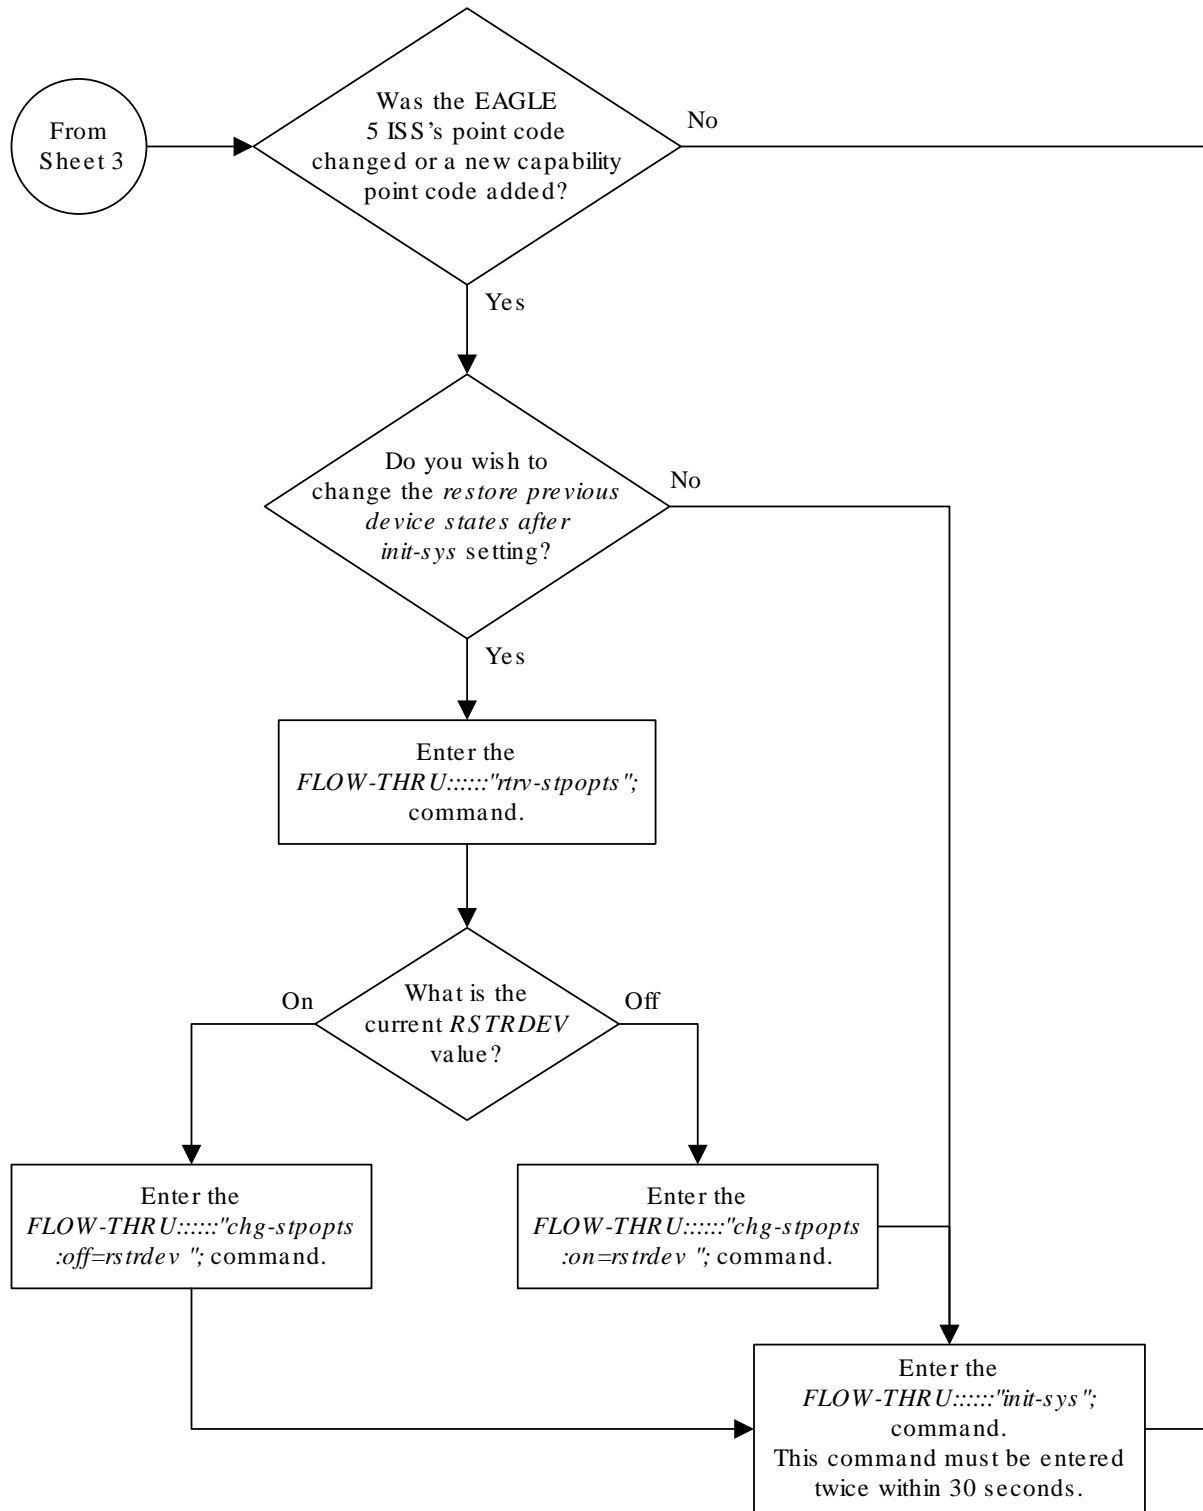 From
Sheet 3
Was the EAGLE
5 ISS's point code
changed or a new capability
point code added?
No
Yes
Do you wish to
change the restore previous
device states after
init-sys setting?
No
Yes
Enter the
FLOW-THRU::::::"rtrv-stpopts";
command.
What is the
current RSTRDEV
value?
On
Off
Enter the
FLOW-THRU::::::"chg-stpopts
:off=rstrdev "; command.
Enter the
FLOW-THRU::::::"chg-stpopts
:on=rstrdev "; command.
Enter the
FLOW-THRU::::::"init-sys";
command.
This command must be entered
twice within 30 seconds.